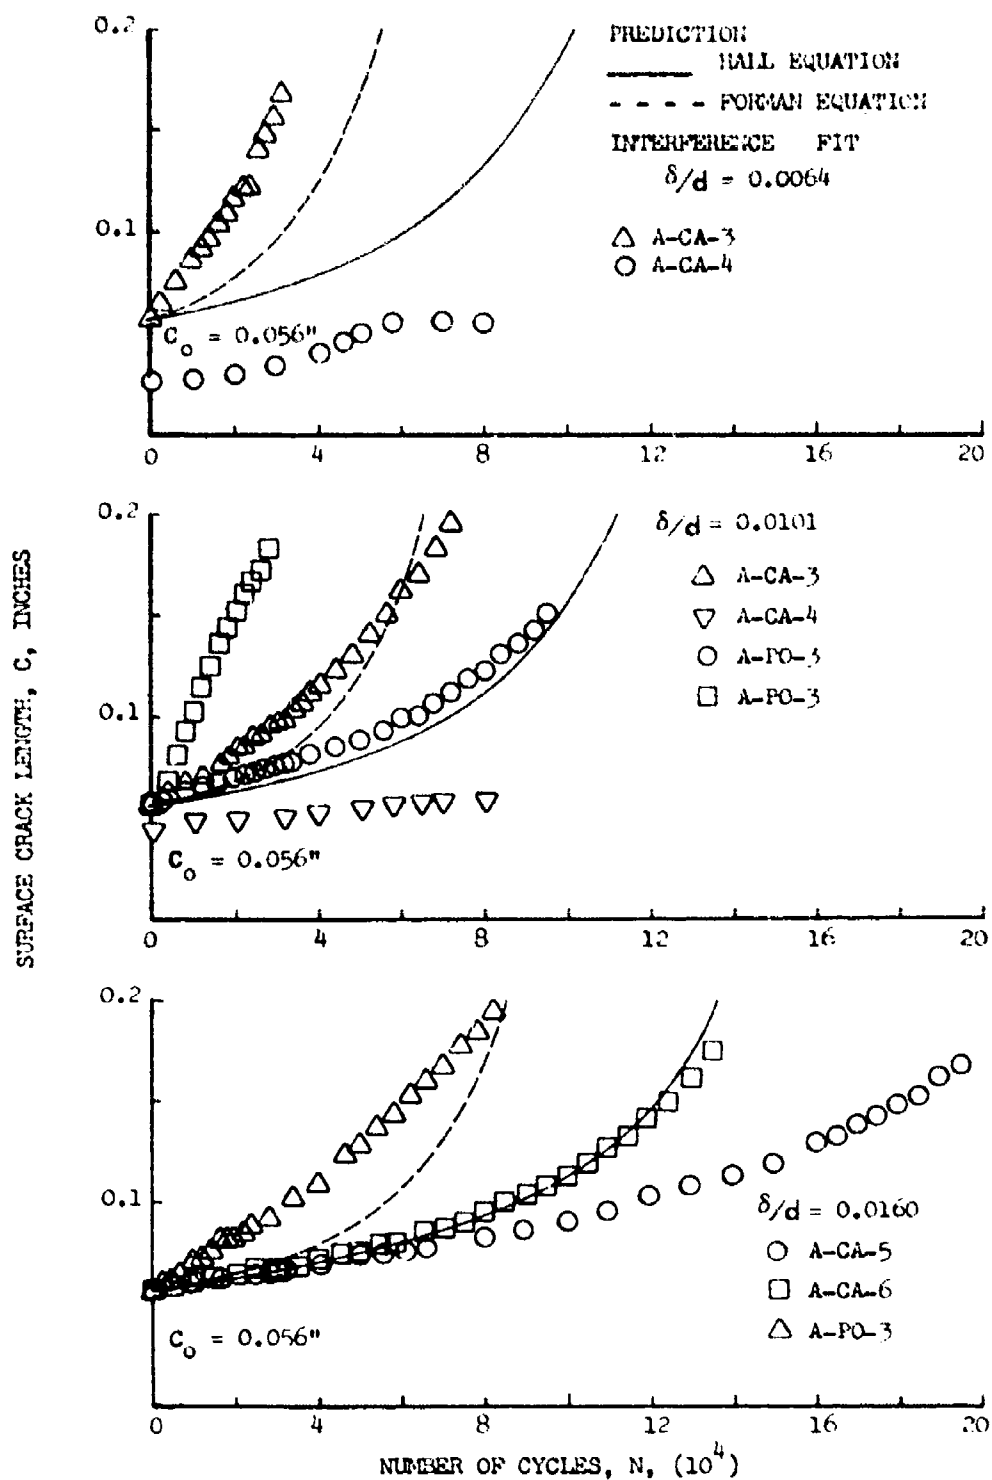 PREDICTION
HALL EQUATION
FORMAN EQUATION
INTERFERENCE FIT
δ/d = 0.0064
A-CA-3
A-CA-4
0.2
0.1
C₀ = 0.056"
0 4 8 12 16 20
0.2
0.1
δ/d = 0.0101
A-CA-3
A-CA-4
A-PO-3
A-PO-3
C₀ = 0.056"
0 4 8 12 16 20
SURFACE CRACK LENGTH, C, INCHES
0.2
0.1
δ/d = 0.0160
A-CA-5
A-CA-6
A-PO-3
C₀ = 0.056"
0 4 8 12 16 20
NUMBER OF CYCLES, N, (10⁴)